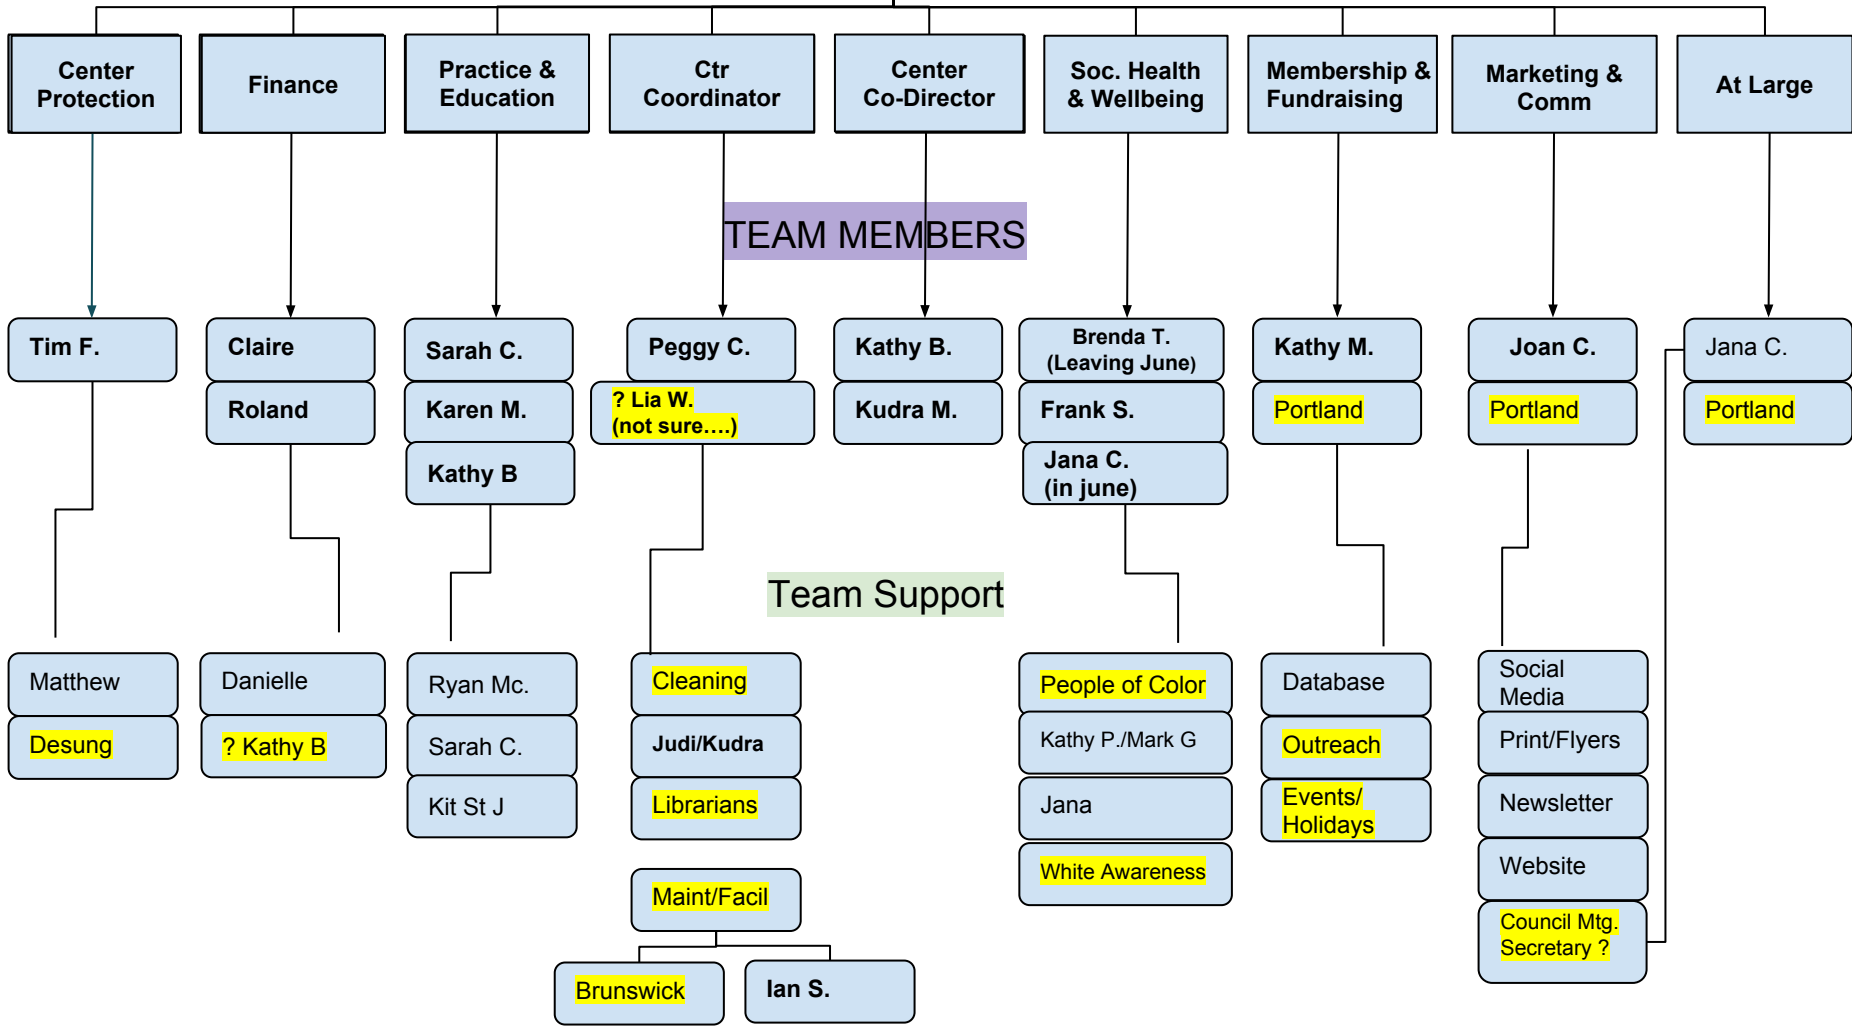 Center
Protection
Finance
Practice &
Education
Ctr
Coordinator
Center
Co-Director
Soc. Health
& Wellbeing
Membership &
Fundraising
Marketing &
Comm
At Large
TEAM MEMBERS
Tim F.
Claire
Roland
Sarah C.
Karen M.
Kathy B
Peggy C.
? Lia W.
(not sure....)
Kathy B.
Kudra M.
Brenda T.
(Leaving June)
Frank S.
Jana C.
(in june)
Kathy M.
Portland
Joan C.
Portland
Jana C.
Portland
Team Support
Matthew
Desung
Danielle
? Kathy B
Ryan Mc.
Sarah C.
Kit St J
Cleaning
Judi/Kudra
Librarians
Maint/Facil
Brunswick
Ian S.
People of Color
Kathy P./Mark G
Jana
White Awareness
Database
Outreach
Events/
Holidays
Social
Media
Print/Flyers
Newsletter
Website
Council Mtg.
Secretary ?